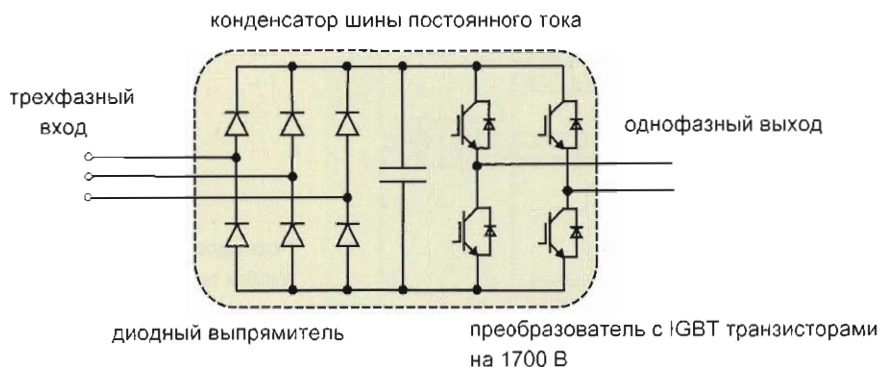 конденсатор шины постоянного тока
трехфазный
вход
однофазный выход
диодный выпрямитель
преобразователь с IGBT транзисторами
на 1700 В